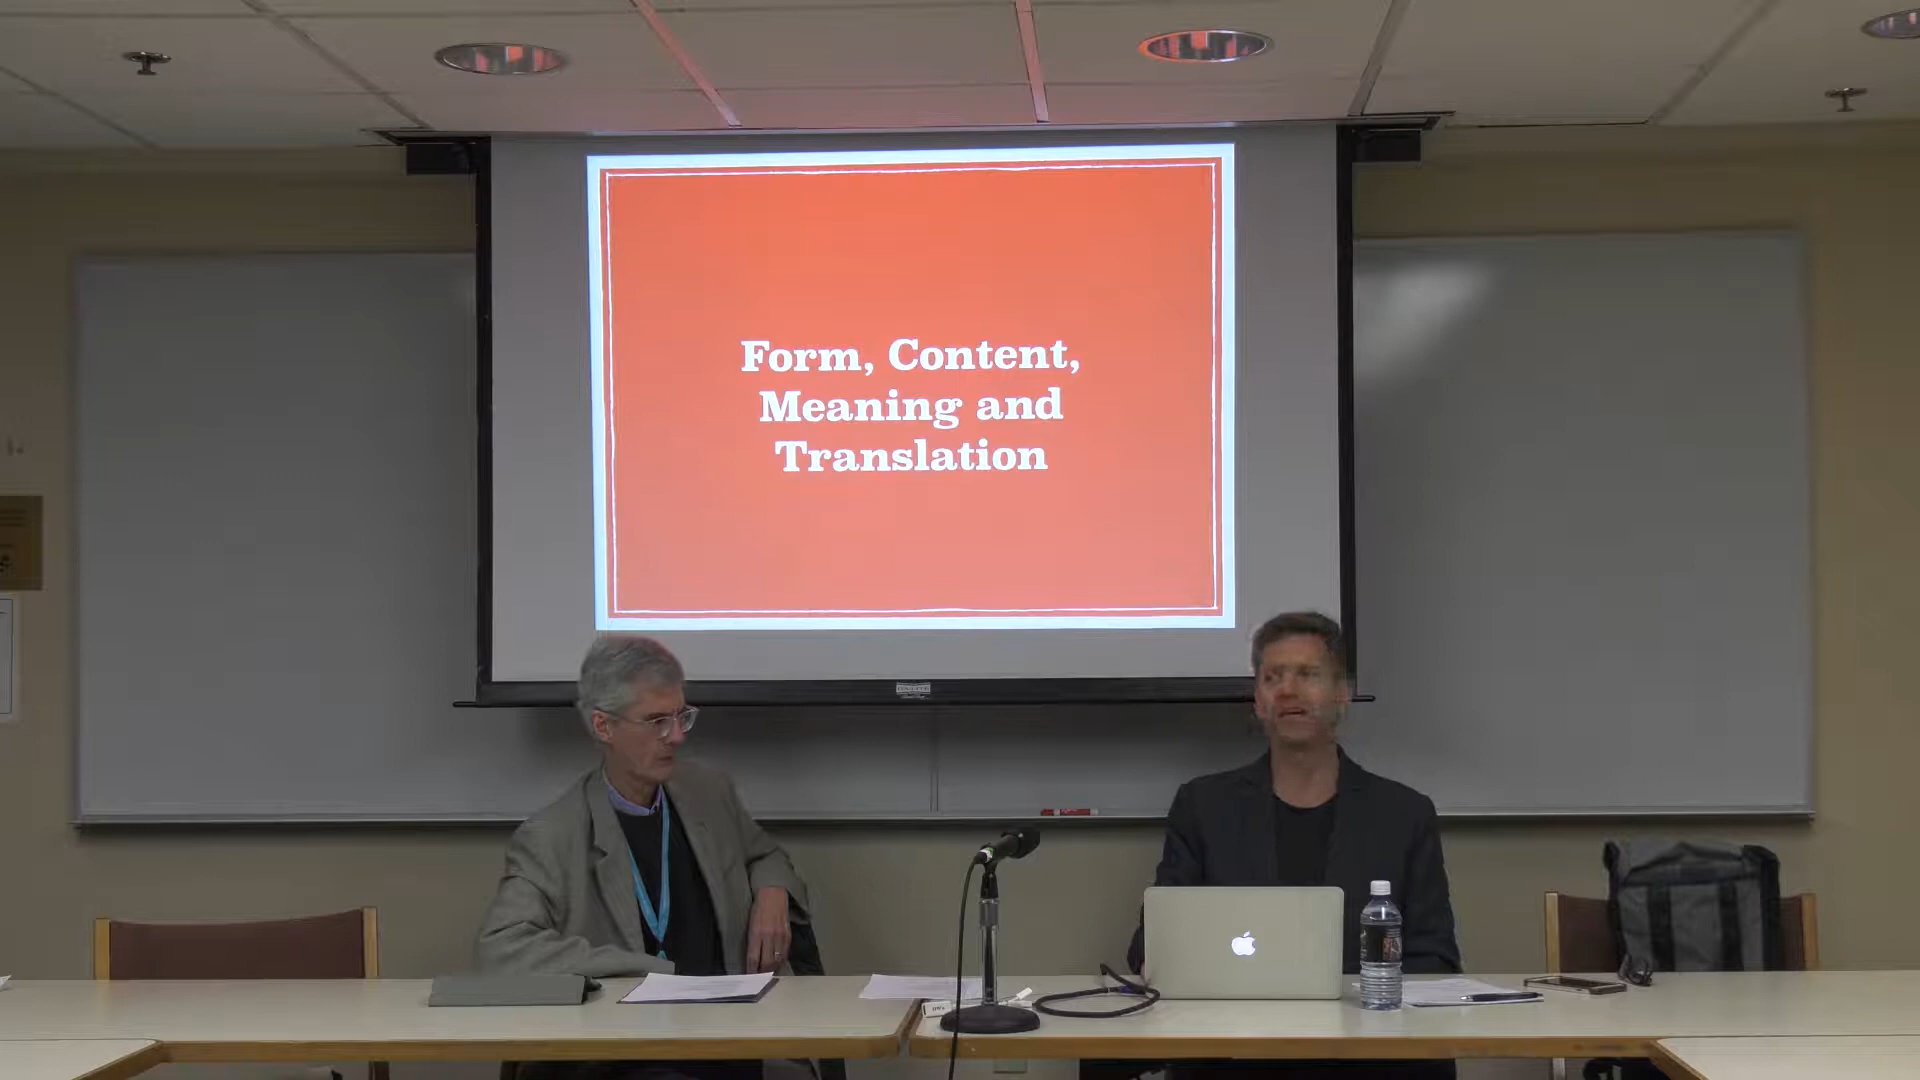 Form, Content,
Meaning and
Translation